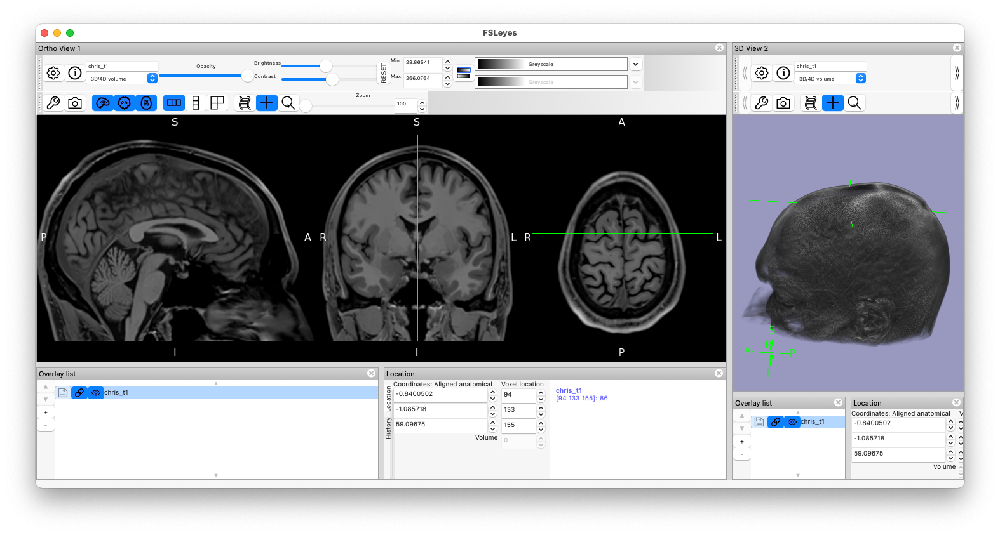 FSLeyes
Ortho View 1
3D View 2
chris_t1
3D/4D volume
Opacity
Brightness
Contrast
RESET
Min.
28.86541
Max.
266.0764
Greyscale
Greyscale
chris_t1
3D/4D volume
Zoom
100
S
S
A
P
A
R
L
R
L
I
I
P
S
A
R
P
L
I
Overlay list
chris_t1
+
-
Location
Location
History
Coordinates: Aligned anatomical
Voxel location
-0.8400502
94
-1.085718
133
59.09675
155
Volume
0
chris_t1
[94 133 155]: 86
Overlay list
chris_t1
+
-
Location
Coordinates: Aligned anatomical
V
-0.8400502
-1.085718
59.09675
Volume